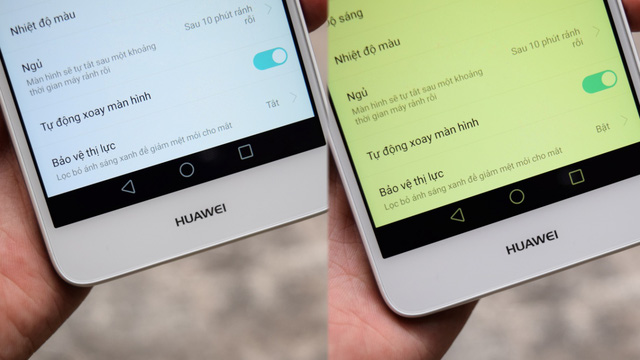 Nhiệt độ màu
Ngủ
Màn hình sẽ tự tắt sau một khoảng
thời gian máy rảnh rỗi
Sau 10 phút rảnh
rỗi
Tự động xoay màn hình
Bảo vệ thị lực
Lọc bỏ ánh sáng xanh để giảm mệt mỏi cho mắt
Tắt
HUAWEI
độ sáng
Nhiệt độ màu
Ngủ
Màn hình sẽ tự tắt sau một khoảng
thời gian máy rảnh rỗi
Sau 10 phút rảnh
rỗi
Tự động xoay màn hình
Bảo vệ thị lực
Lọc bỏ ánh sáng xanh để giảm mệt mỏi cho mắt
Bật
HUAWEI